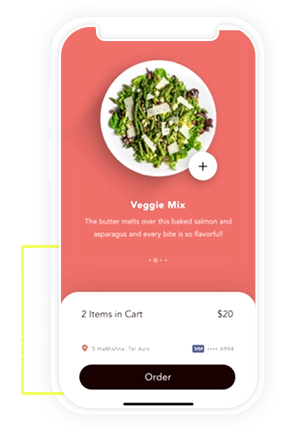 +
Veggie Mix
The butter melts over this baked salmon and
asparagus and every bite is so flavorful!
2 Items in Cart $20
5 HaMishna, Tel Aviv VISA •••• 6994
Order